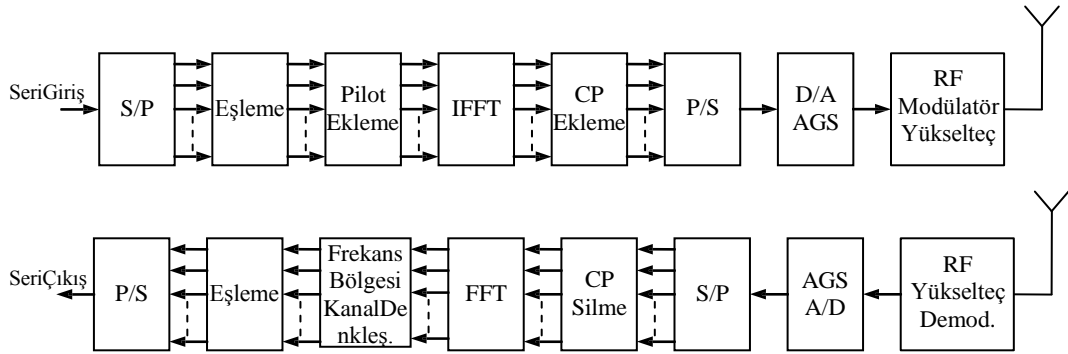 SeriGiriş
S/P
Eşleme
Pilot
Ekleme
IFFT
CP
Ekleme
P/S
D/A
AGS
RF
Modülatör
Yükselteç
SeriÇıkış
P/S
Eşleme
Frekans
Bölgesi
KanalDe
nkleş.
FFT
CP
Silme
S/P
AGS
A/D
RF
Yükselteç
Demod.